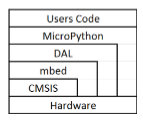 Users Code
MicroPython
DAL
mbed
CMSIS
Hardware